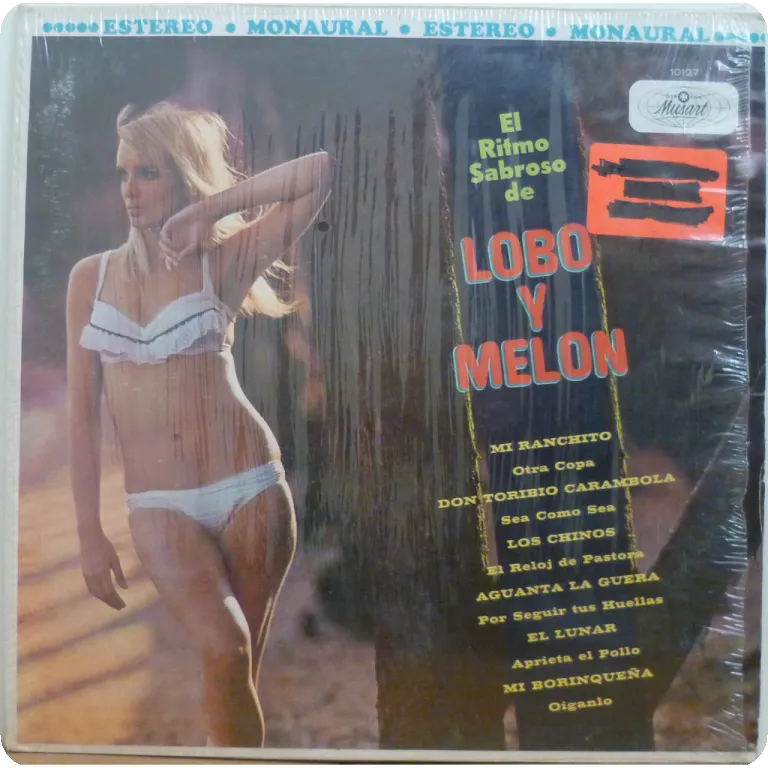 ESTEREO • MONAURAL • ESTEREO • MONAURAL
10127
Musart
El
Ritmo
Sabroso
de
LOBO
Y
MELON
MI RANCHITO
Otra Copa
DON TORIBIO CARAMBOLA
Sea Como Sea
LOS CHINOS
El Reloj de Pastora
AGUANTA LA GUERA
Por Seguir tus Huellas
EL LUNAR
Aprieta el Pollo
MI BORINQUEÑA
Oiganlo